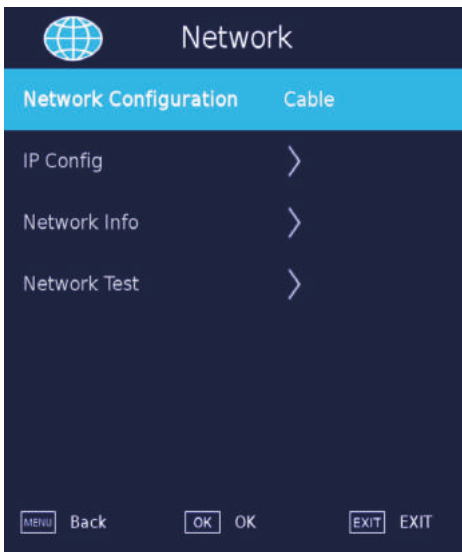 Network
Network Configuration Cable
IP Config
Network Info
Network Test
MENU Back OK OK EXIT EXIT